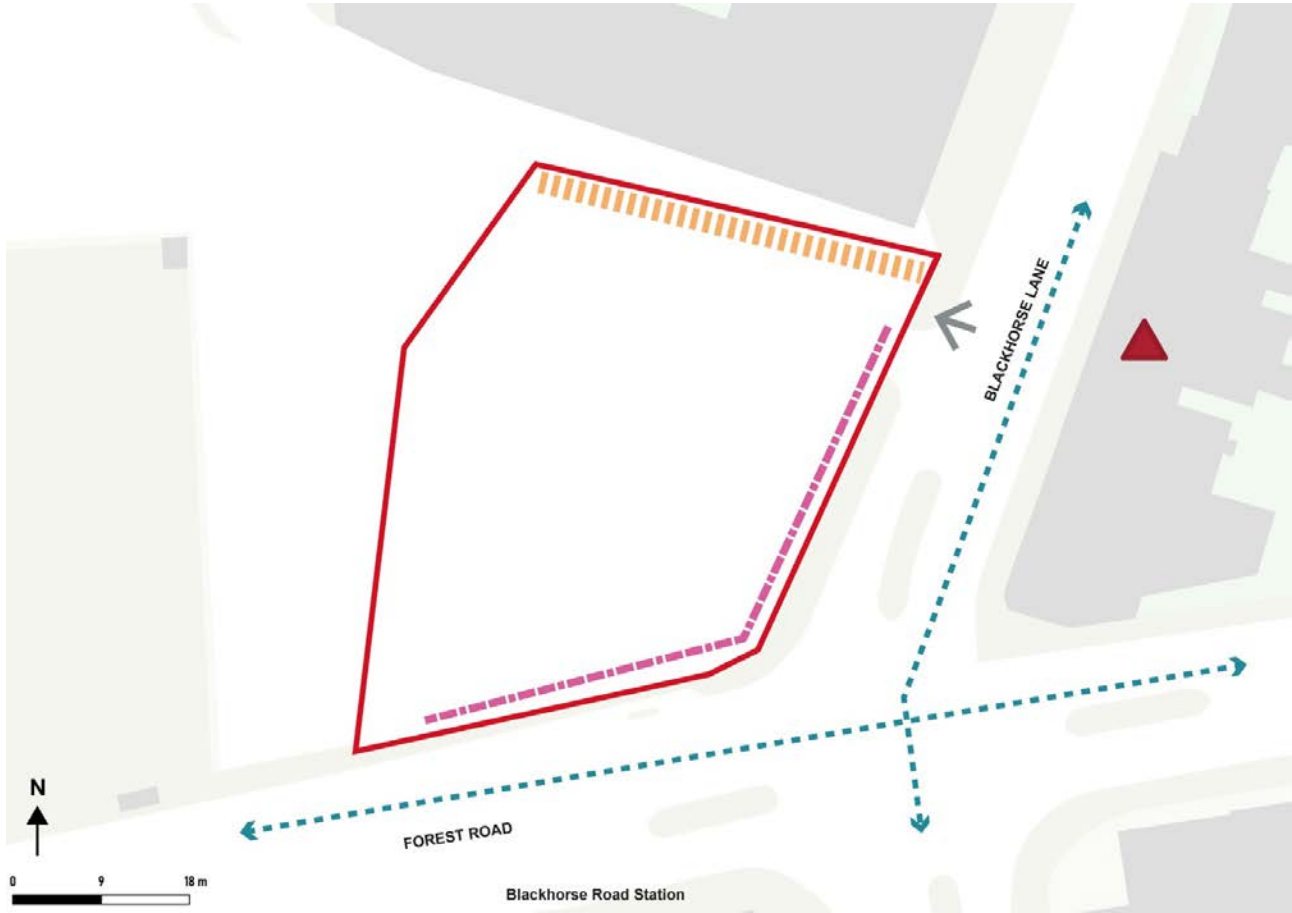 BLACKHORSE LANE
N
FOREST ROAD
0 9 18 m
Blackhorse Road Station